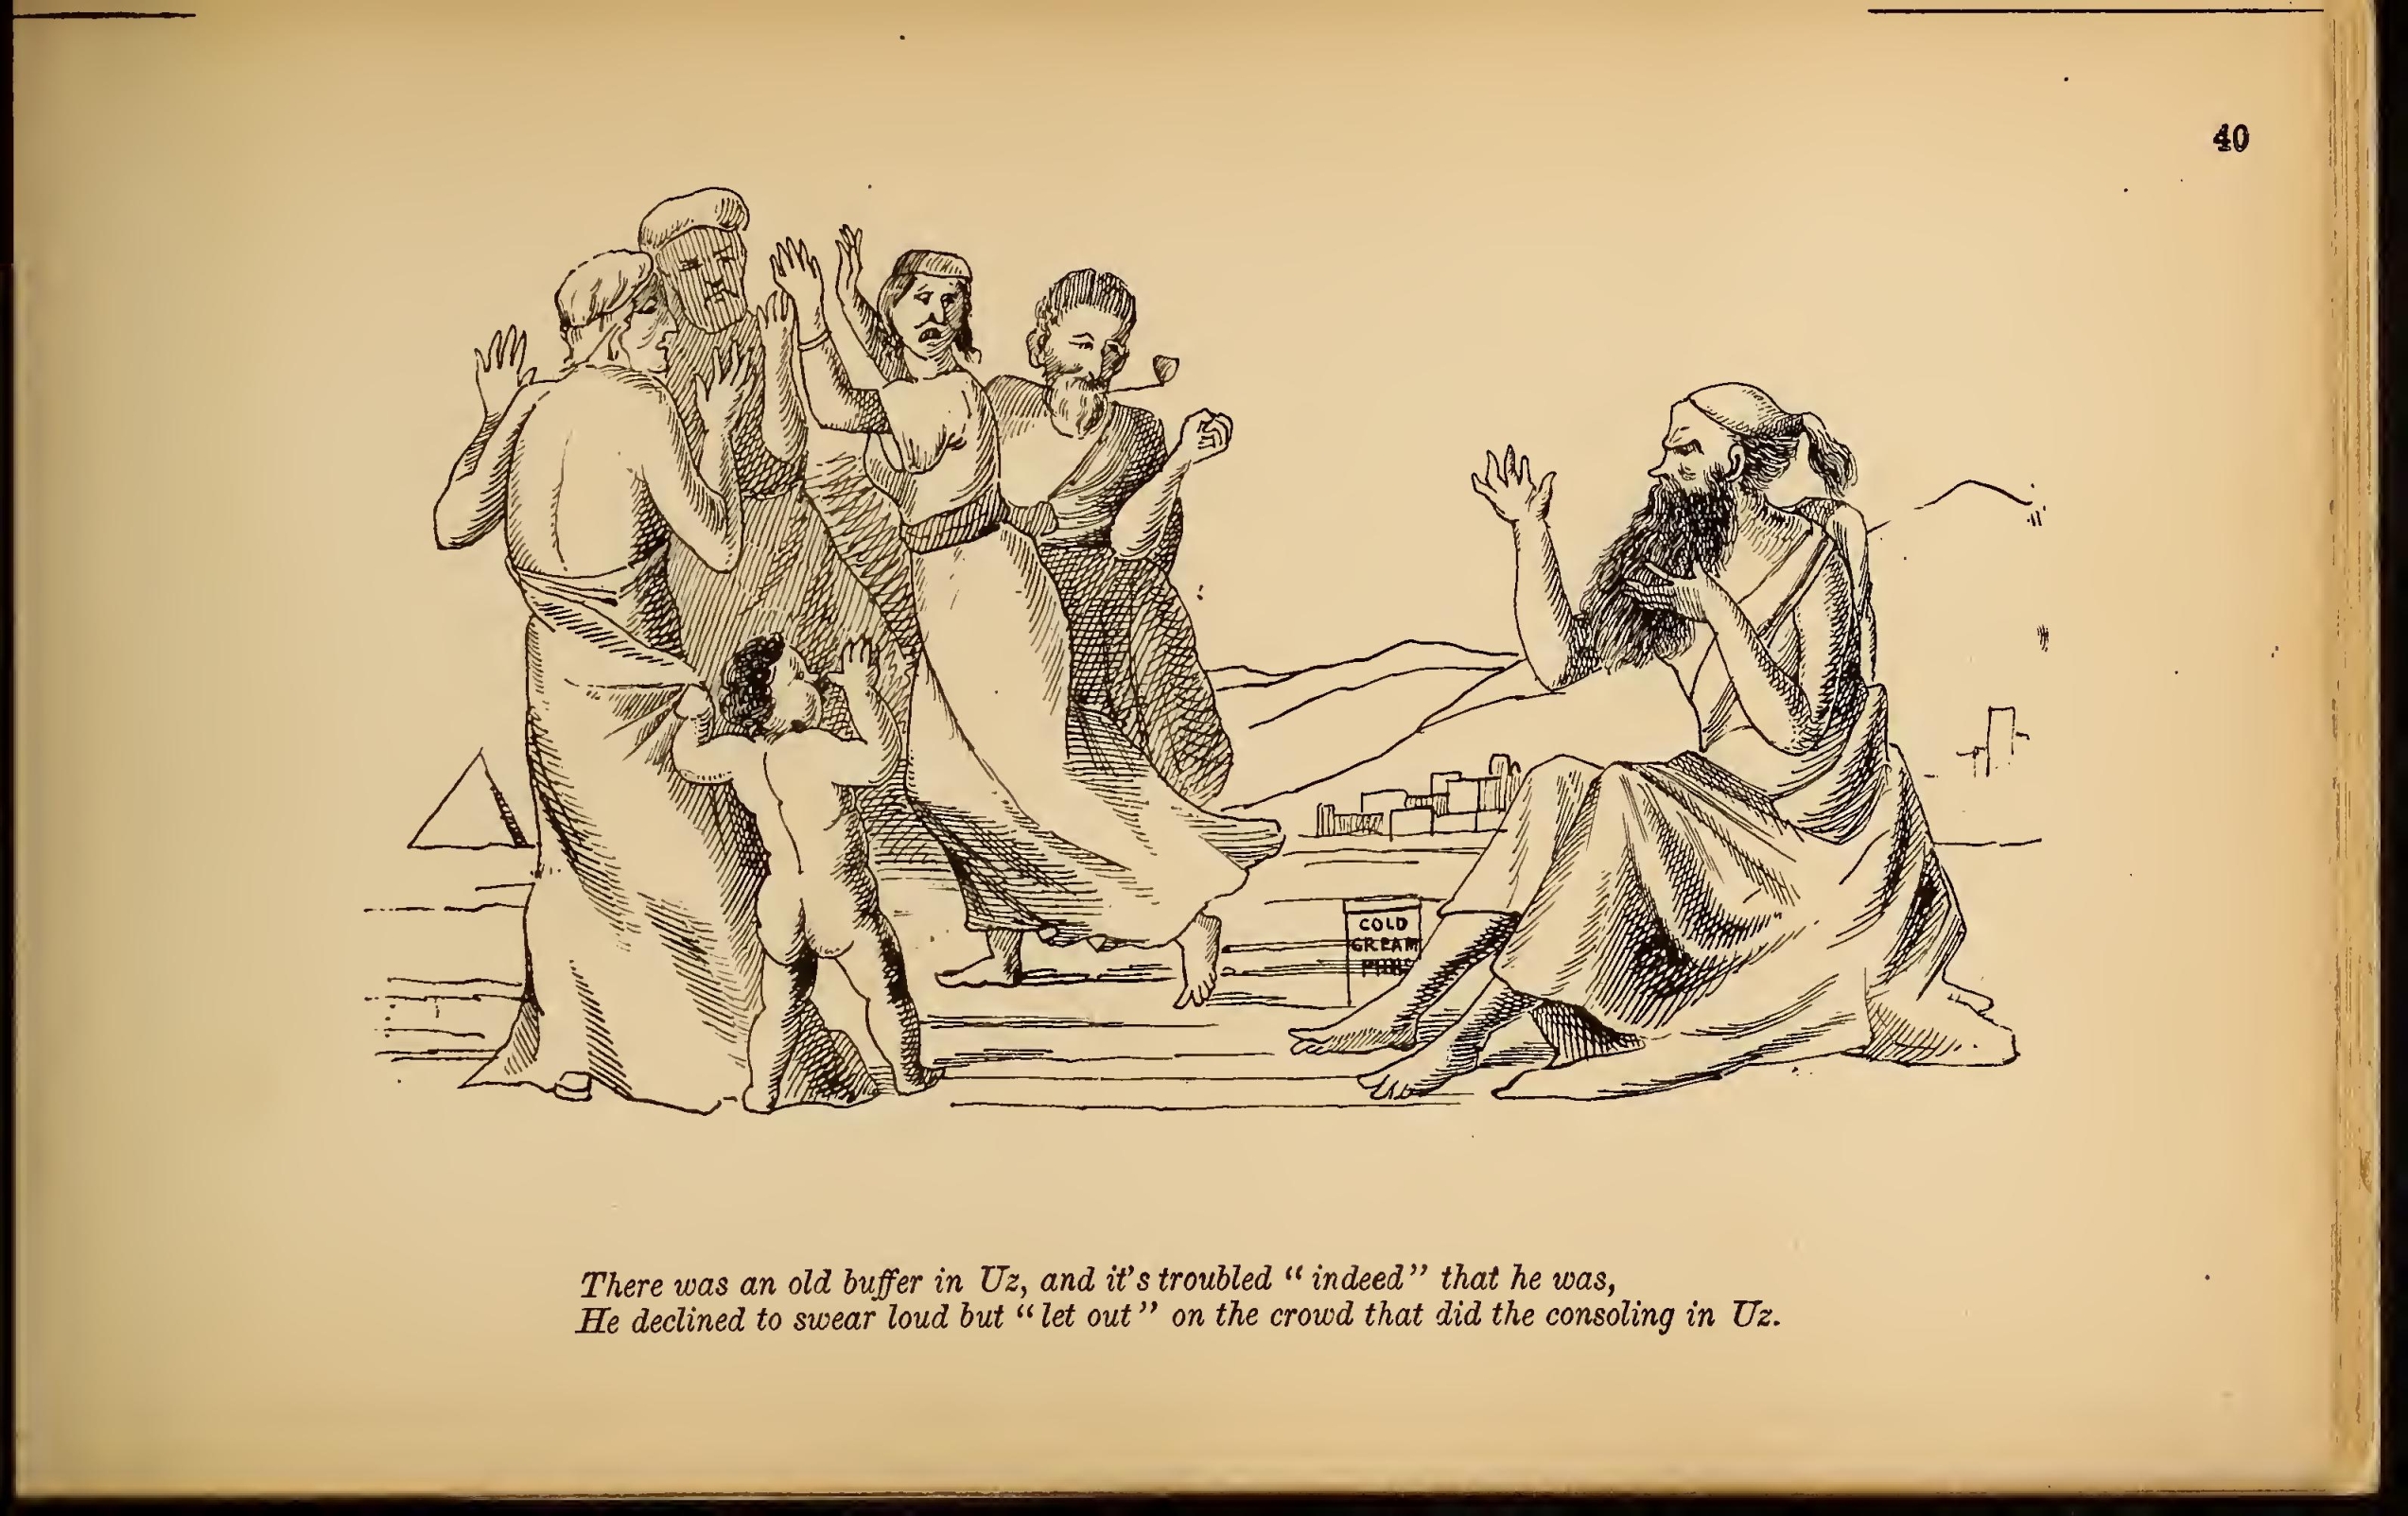 40
COLD
CREAM
There was an old buffer in Uz, and it's troubled “indeed” that he was,
He declined to swear loud but “let out” on the crowd that did the consoling in Uz.